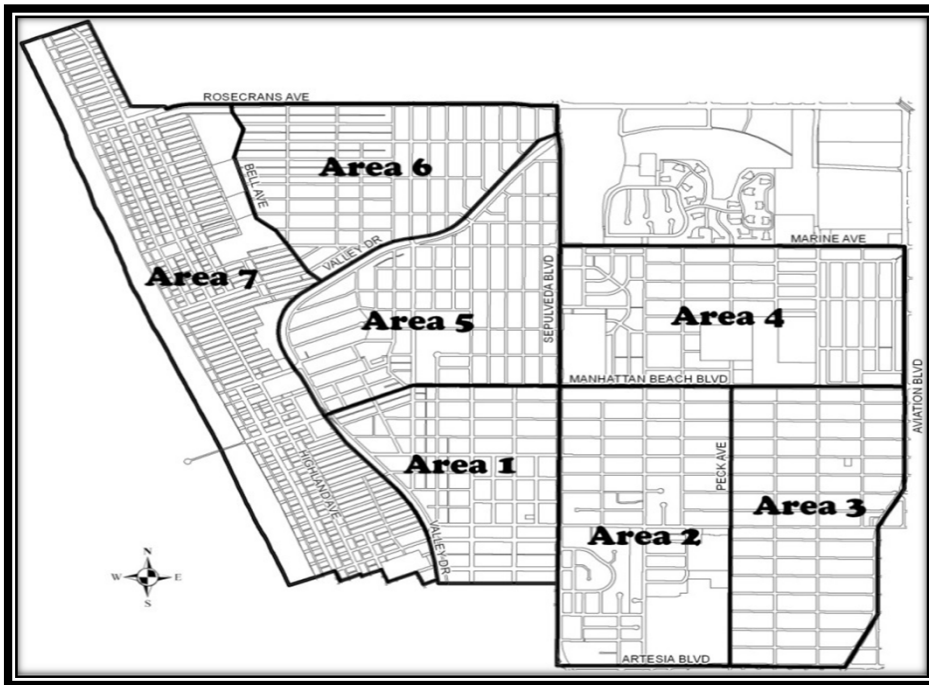 ROSECRANS AVE
Area 6
BELL AVE
VALLEY DR
MARINE AVE
Area 7
Area 5
SEPULVEDA BLVD
Area 4
MANHATTAN BEACH BLVD
AVIATION BLVD
Area 1
HIGHLAND AVE
PECK AVE
Area 3
VALLEY DR
Area 2
N
W
E
S
ARTESIA BLVD